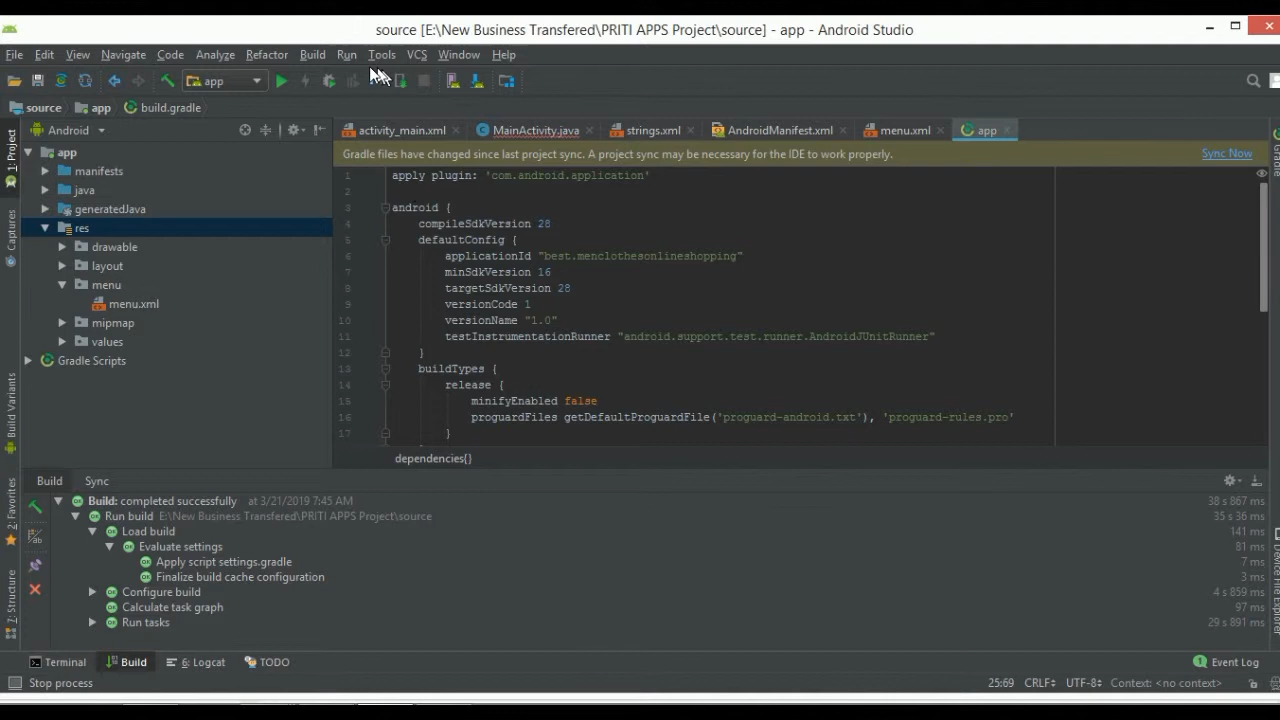 source [E:\New Business Transfered\PRITI APPS Project\source] - app - Android Studio
File Edit View Navigate Code Analyze Refactor Build Run Tools VCS Window Help
app
source app build.gradle
Android
activity_main.xml MainActivity.java strings.xml AndroidManifest.xml menu.xml app
Gradle files have changed since last project sync. A project sync may be necessary for the IDE to work properly. Sync Now
1: Project
Captures
Build Variants
2: Favorites
7: Structure
app
manifests
java
generatedJava
res
drawable
layout
menu
menu.xml
mipmap
values
Gradle Scripts
1 apply plugin: 'com.android.application'
2
3 android {
4 compileSdkVersion 28
5 defaultConfig {
6 applicationId "best.menclothesonlineshopping"
7 minSdkVersion 16
8 targetSdkVersion 28
9 versionCode 1
10 versionName "1.0"
11 testInstrumentationRunner "android.support.test.runner.AndroidJUnitRunner"
12 }
13 buildTypes {
14 release {
15 minifyEnabled false
16 proguardFiles getDefaultProguardFile('proguard-android.txt'), 'proguard-rules.pro'
17 }
dependencies{}
Gradle
Device File Explorer
Build Sync
Build: completed successfully at 3/21/2019 7:45 AM 38 s 867 ms
Run build E:\New Business Transfered\PRITI APPS Project\source 35 s 36 ms
Load build 141 ms
Evaluate settings 81 ms
Apply script settings.gradle 7 ms
Finalize build cache configuration 3 ms
Configure build 4 s 859 ms
Calculate task graph 97 ms
Run tasks 29 s 891 ms
Terminal Build 6: Logcat TODO 1 Event Log
Stop process 25:69 CRLF UTF-8 Context: <no context>